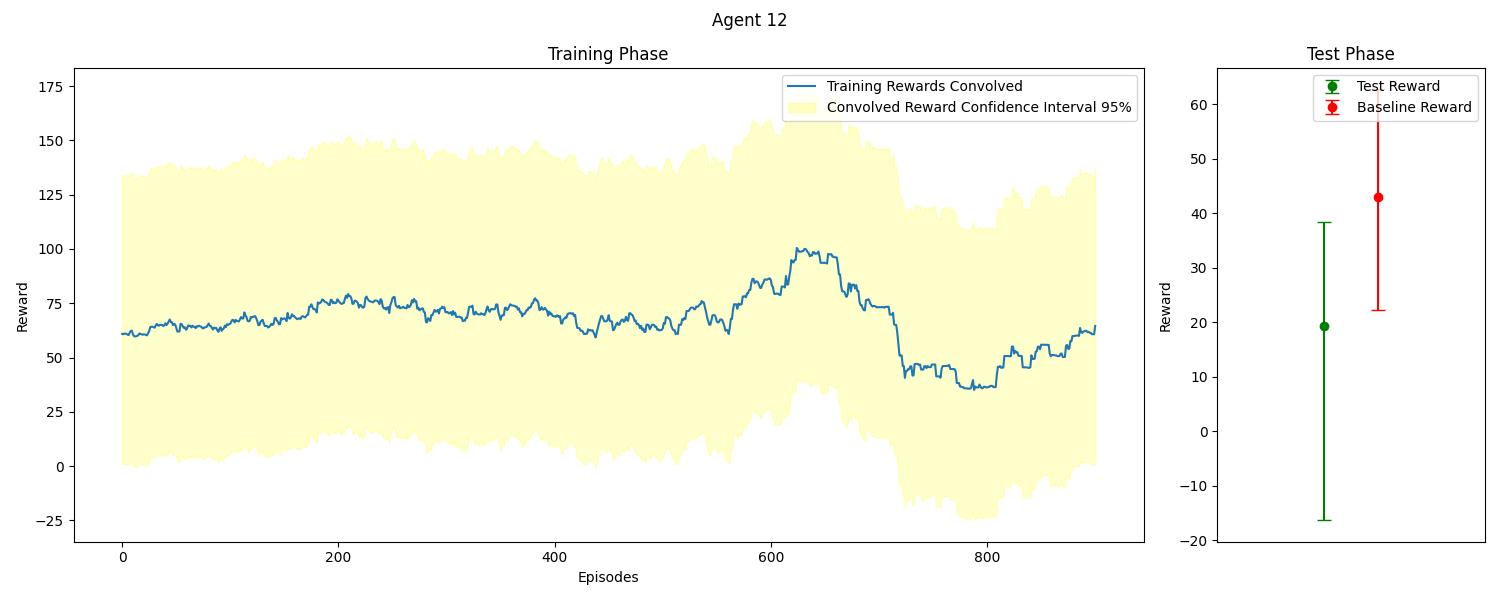 Agent 12
Training Phase
Test Phase
Training Rewards Convolved
Convolved Reward Confidence Interval 95%
Test Reward
Baseline Reward
Reward
175
150
125
100
75
50
25
0
−25
0
200
400
600
800
Episodes
Reward
60
50
40
30
20
10
0
−10
−20